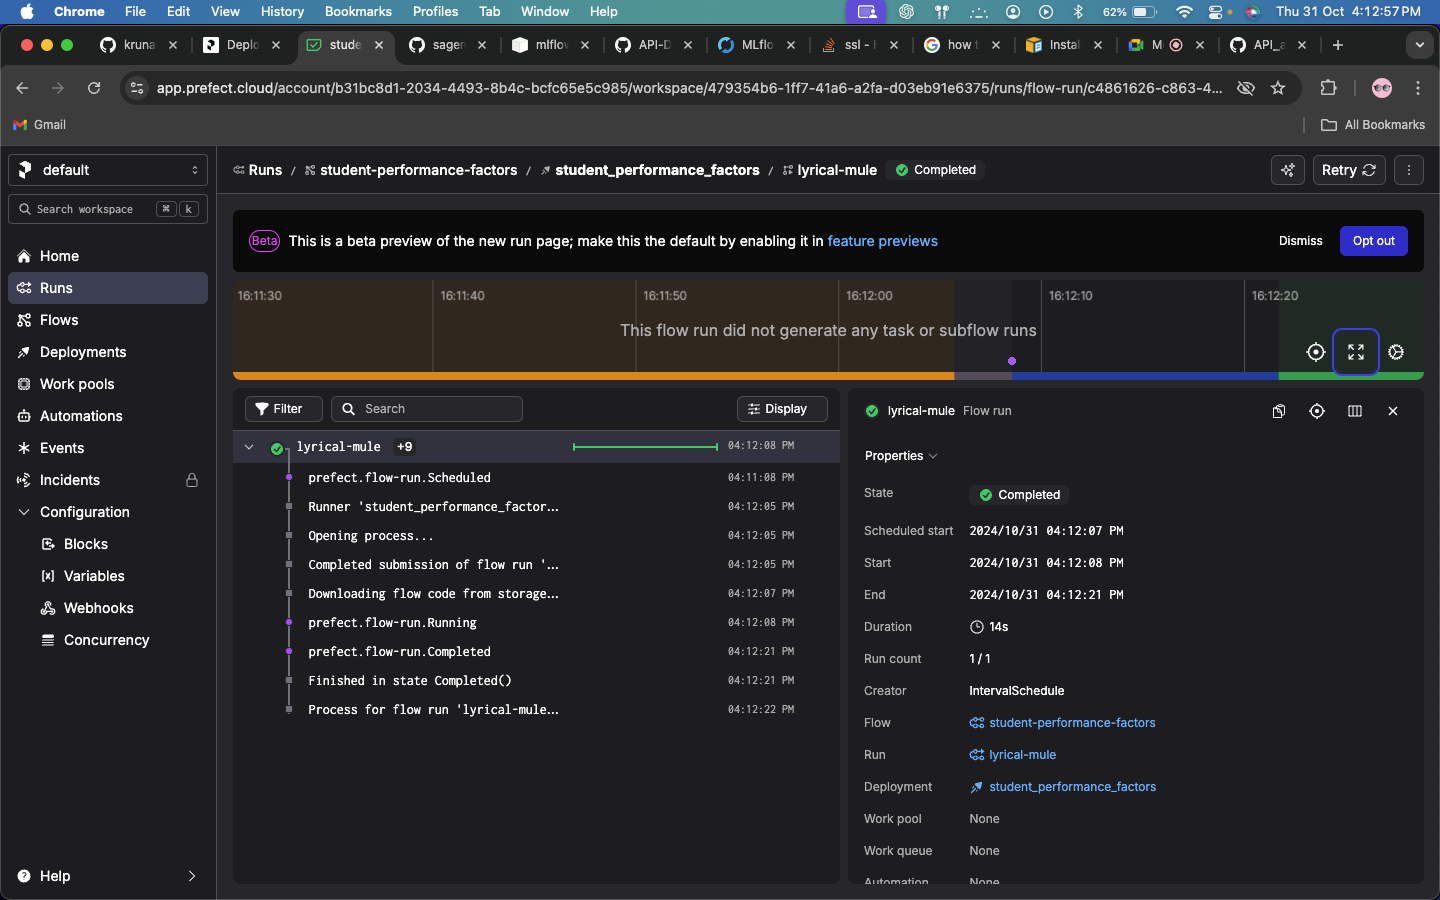 Chrome File Edit View History Bookmarks Profiles Tab Window Help 62% Thu 31 Oct 4:12:57 PM
kruna Deplo stude sager mlflow API-D MLflo ssl - how t Instal M API_a
app.prefect.cloud/account/b31bc8d1-2034-4493-8b4c-bcfc65e5c985/workspace/479354b6-1ff7-41a6-a2fa-d03eb91e6375/runs/flow-run/c4861626-c863-4...
Gmail All Bookmarks
default
Search workspace ⌘ k
Home
Runs
Flows
Deployments
Work pools
Automations
Events
Incidents
Configuration
Blocks
Variables
Webhooks
Concurrency
Help
Runs / student-performance-factors / student_performance_factors / lyrical-mule Completed
Retry
Beta This is a beta preview of the new run page; make this the default by enabling it in feature previews
Dismiss Opt out
16:11:30 16:11:40 16:11:50 16:12:00 16:12:10 16:12:20
This flow run did not generate any task or subflow runs
Filter Search Display
lyrical-mule +9 04:12:08 PM
prefect.flow-run.Scheduled 04:11:08 PM
Runner 'student_performance_factor... 04:12:05 PM
Opening process... 04:12:05 PM
Completed submission of flow run '... 04:12:05 PM
Downloading flow code from storage... 04:12:07 PM
prefect.flow-run.Running 04:12:08 PM
prefect.flow-run.Completed 04:12:21 PM
Finished in state Completed() 04:12:21 PM
Process for flow run 'lyrical-mule... 04:12:22 PM
lyrical-mule Flow run
Properties
State Completed
Scheduled start 2024/10/31 04:12:07 PM
Start 2024/10/31 04:12:08 PM
End 2024/10/31 04:12:21 PM
Duration 14s
Run count 1 / 1
Creator IntervalSchedule
Flow student-performance-factors
Run lyrical-mule
Deployment student_performance_factors
Work pool None
Work queue None
Automation None